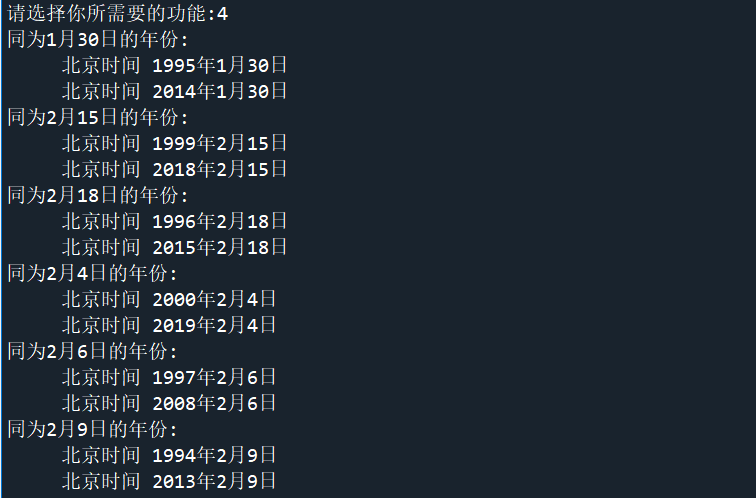 请选择你所需要的功能:4
同为1月30日的年份:
北京时间 1995年1月30日
北京时间 2014年1月30日
同为2月15日的年份:
北京时间 1999年2月15日
北京时间 2018年2月15日
同为2月18日的年份:
北京时间 1996年2月18日
北京时间 2015年2月18日
同为2月4日的年份:
北京时间 2000年2月4日
北京时间 2019年2月4日
同为2月6日的年份:
北京时间 1997年2月6日
北京时间 2008年2月6日
同为2月9日的年份:
北京时间 1994年2月9日
北京时间 2013年2月9日